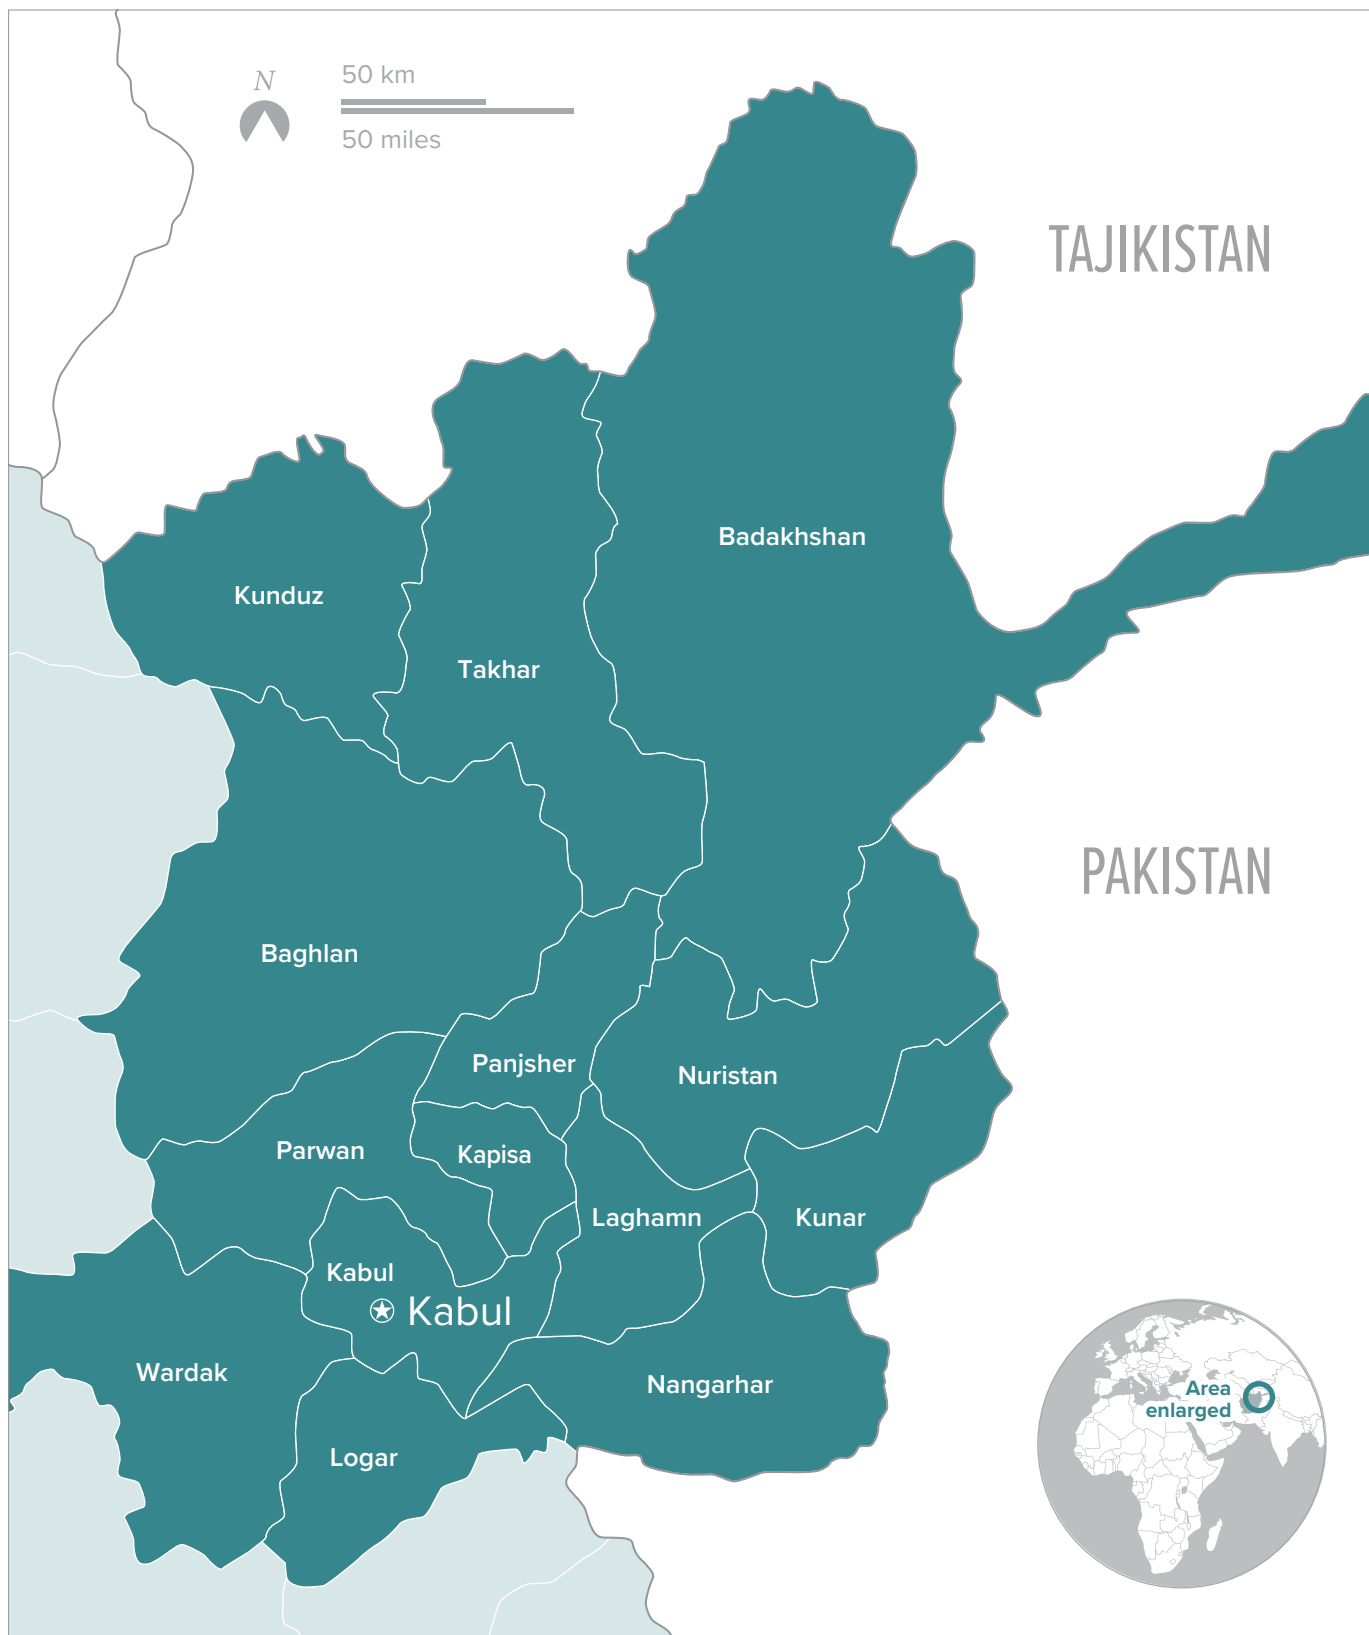 N
50 km
50 miles
TAJIKISTAN
Badakhshan
Kunduz
Takhar
PAKISTAN
Baghlan
Panjsher
Nuristan
Parwan
Kapisa
Laghamn
Kunar
Kabul
Kabul
Wardak
Nangarhar
Area
enlarged
Logar